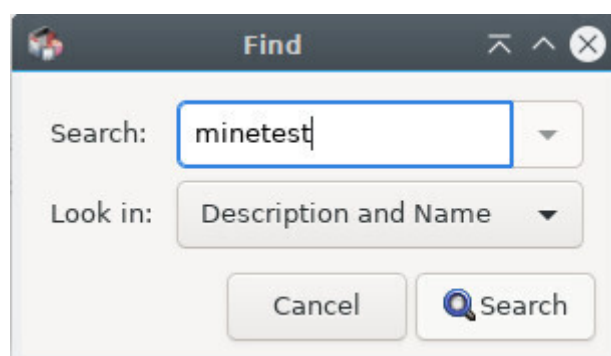 Find
Search: minetest
Look in: Description and Name
Cancel Search